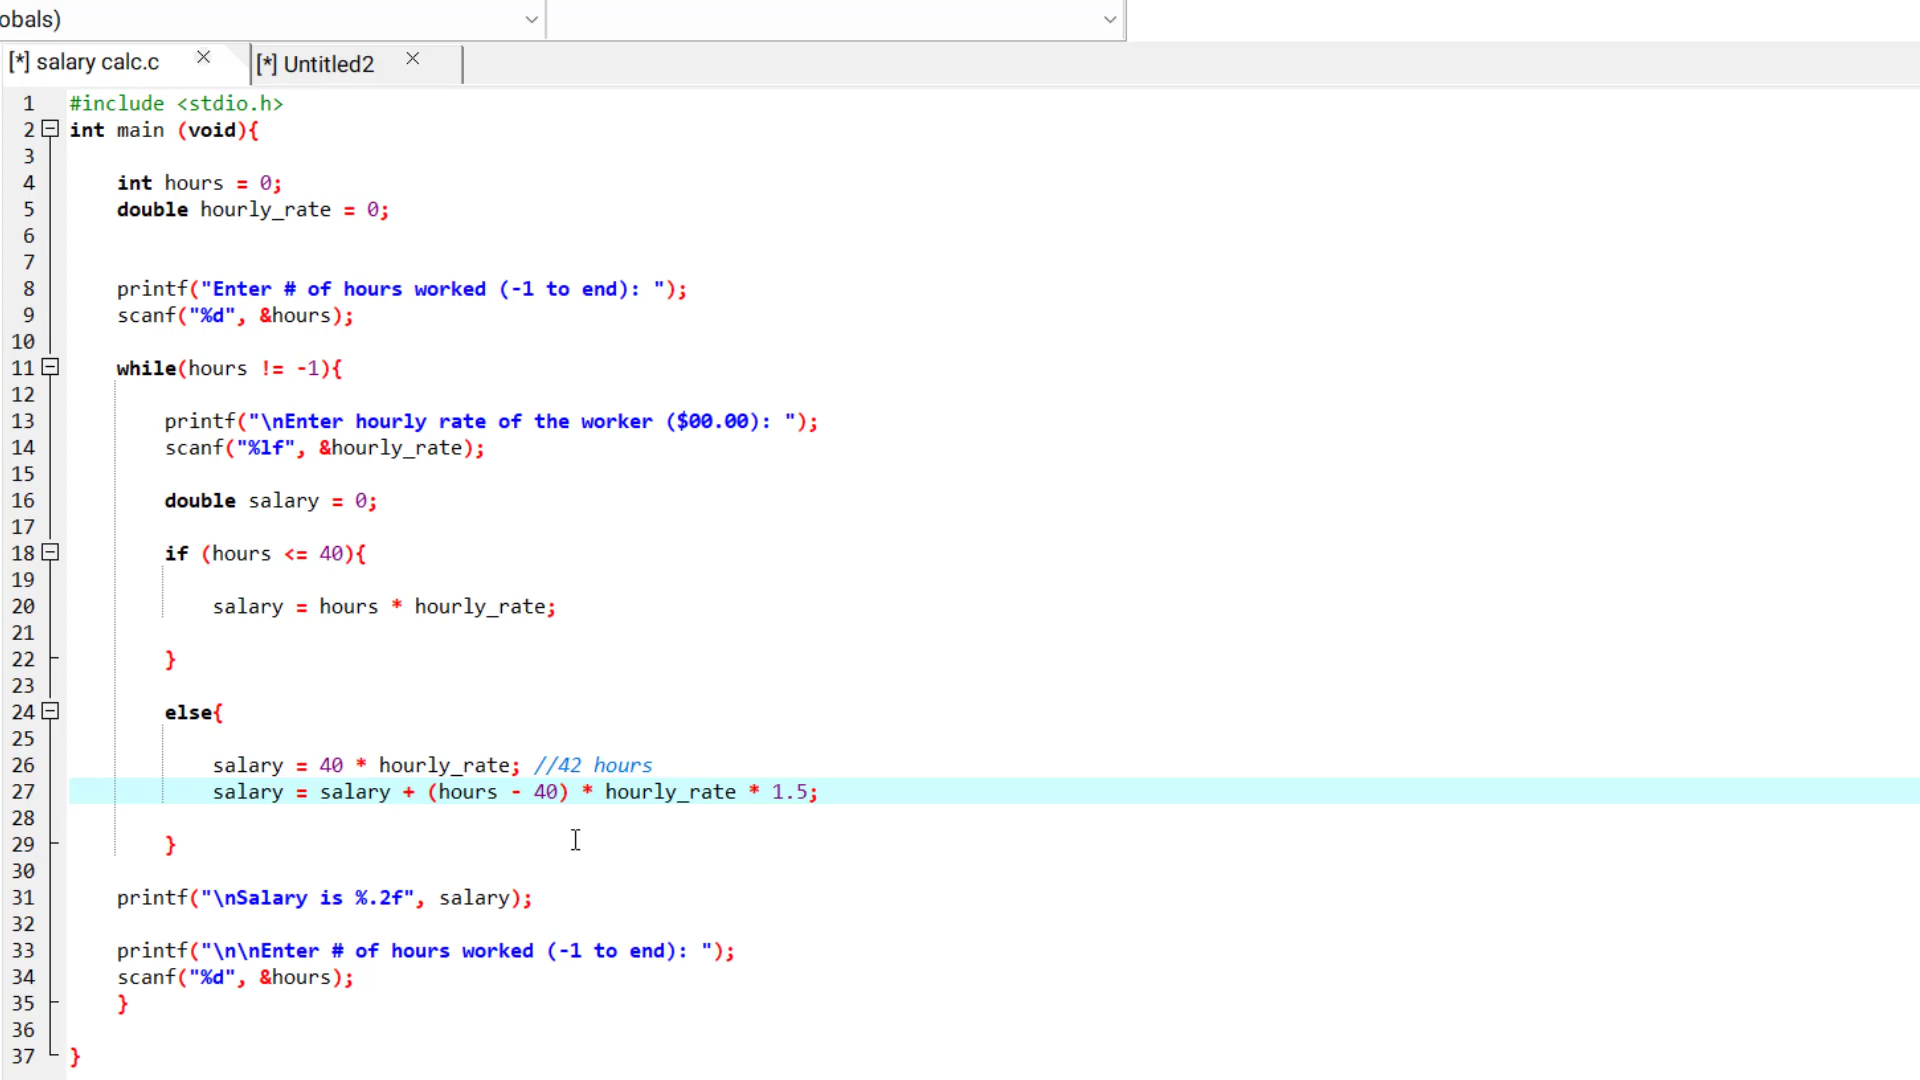 obals)
[*] salary calc.c [*] Untitled2
1 #include <stdio.h>
2 int main (void){
3
4 int hours = 0;
5 double hourly_rate = 0;
6
7
8 printf("Enter # of hours worked (-1 to end): ");
9 scanf("%d", &hours);
10
11 while(hours != -1){
12
13 printf("\nEnter hourly rate of the worker ($00.00): ");
14 scanf("%lf", &hourly_rate);
15
16 double salary = 0;
17
18 if (hours <= 40){
19
20 salary = hours * hourly_rate;
21
22 }
23
24 else{
25
26 salary = 40 * hourly_rate; //42 hours
27 salary = salary + (hours - 40) * hourly_rate * 1.5;
28
29 }
30
31 printf("\nSalary is %.2f", salary);
32
33 printf("\n\nEnter # of hours worked (-1 to end): ");
34 scanf("%d", &hours);
35 }
36
37 }